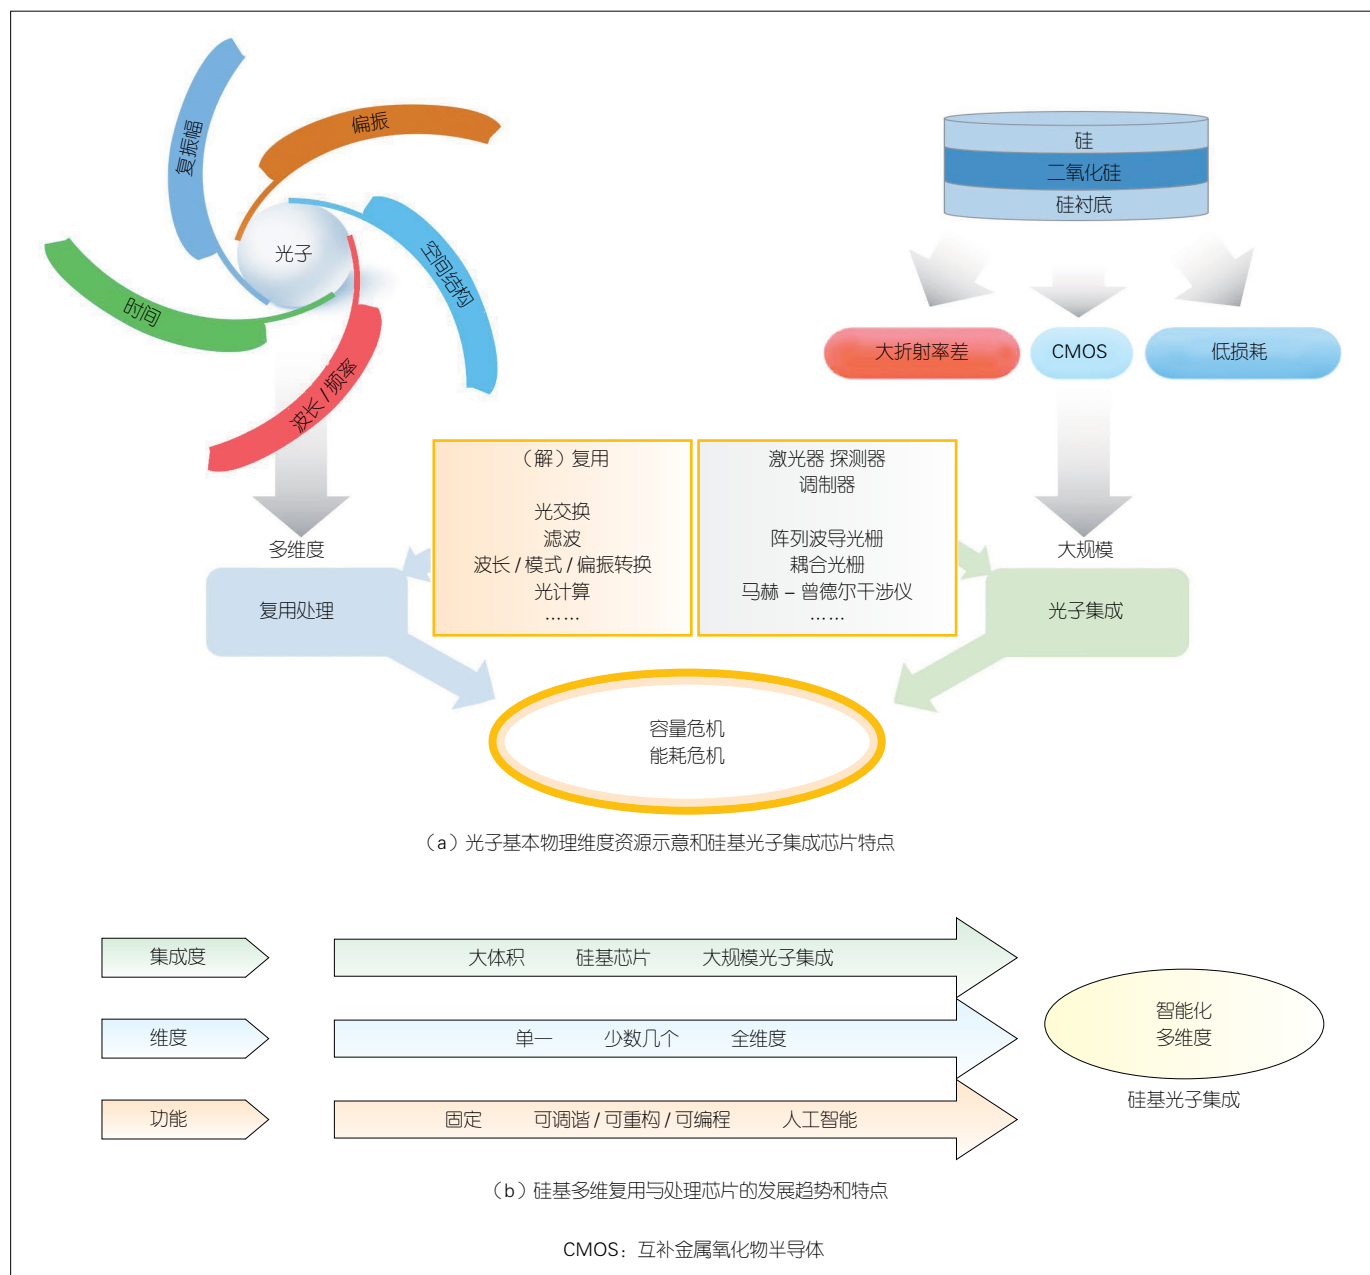 复振幅
偏振
光子
空间结构
时间
波长 / 频率
硅
二氧化硅
硅衬底
大折射率差
CMOS
低损耗
多维度
复用处理
（解）复用
光交换
滤波
波长 / 模式 / 偏振转换
光计算
……
激光器 探测器
调制器
阵列波导光栅
耦合光栅
马赫 – 曾德尔干涉仪
……
大规模
光子集成
容量危机
能耗危机
（a）光子基本物理维度资源示意和硅基光子集成芯片特点
集成度
大体积 硅基芯片 大规模光子集成
维度
单一 少数几个 全维度
功能
固定 可调谐 / 可重构 / 可编程 人工智能
智能化
多维度
硅基光子集成
（b）硅基多维复用与处理芯片的发展趋势和特点
CMOS：互补金属氧化物半导体